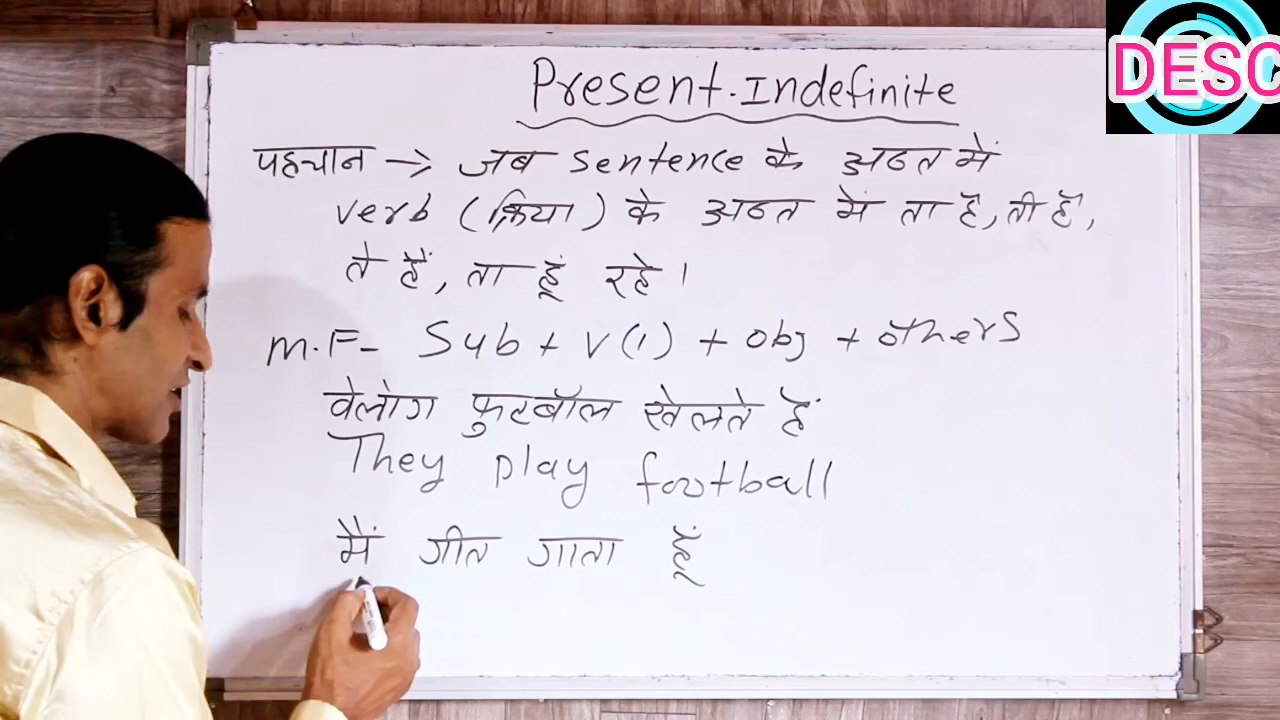 DESC
Present. Indefinite
पहचान → जब sentence के अन्त में
verb (क्रिया) के अन्त में ता है, ती है,
ते हैं, ता हूं रहे ।
M.F- Sub + V(1) + obj + others
वेलोग फुटबॉल खेलते हैं
They play football
मैं गीत गाता हूँ